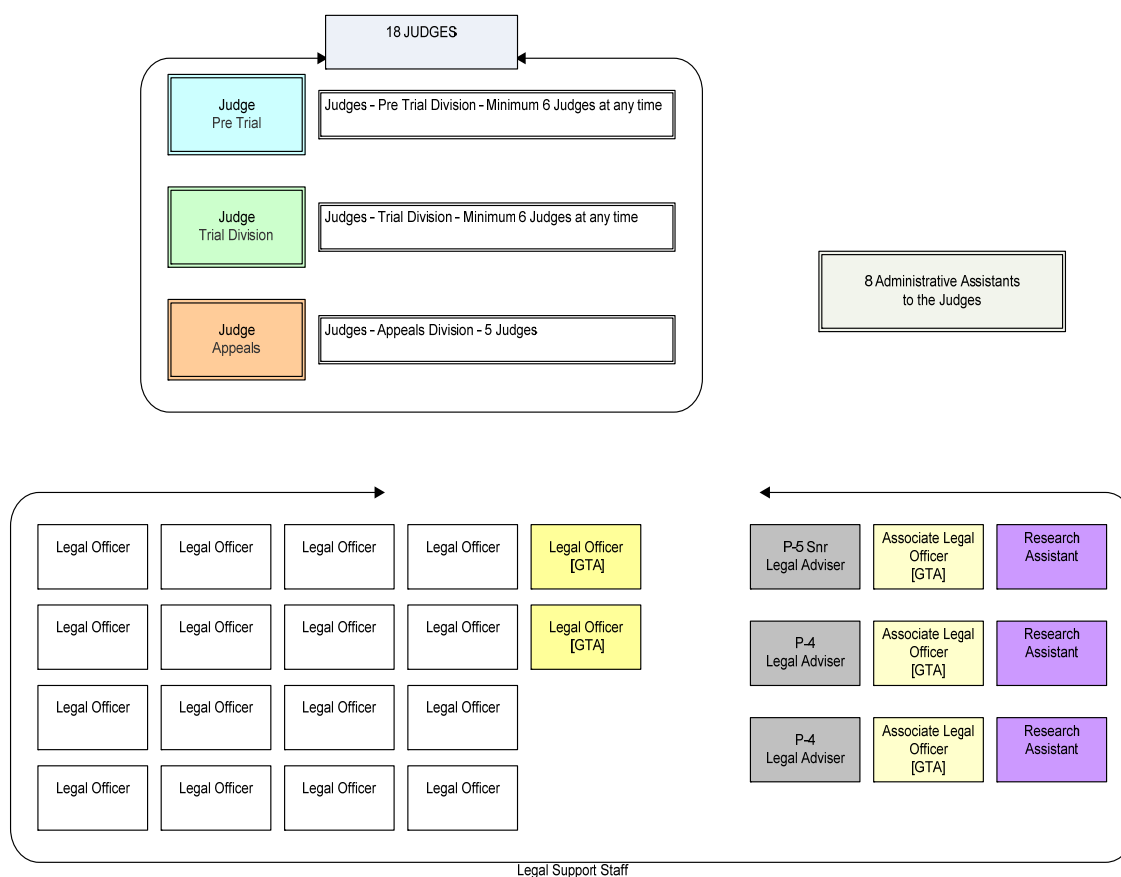 18 JUDGES
Judge
Pre Trial
Judges - Pre Trial Division - Minimum 6 Judges at any time
Judge
Trial Division
Judges - Trial Division - Minimum 6 Judges at any time
8 Administrative Assistants
to the Judges
Judge
Appeals
Judges - Appeals Division - 5 Judges
Legal Officer
Legal Officer
Legal Officer
Legal Officer
Legal Officer
[GTA]
P-5 Snr
Legal Adviser
Associate Legal
Officer
[GTA]
Research
Assistant
Legal Officer
Legal Officer
Legal Officer
Legal Officer
Legal Officer
[GTA]
P-4
Legal Adviser
Associate Legal
Officer
[GTA]
Research
Assistant
Legal Officer
Legal Officer
Legal Officer
Legal Officer
P-4
Legal Adviser
Associate Legal
Officer
[GTA]
Research
Assistant
Legal Officer
Legal Officer
Legal Officer
Legal Officer
Legal Support Staff